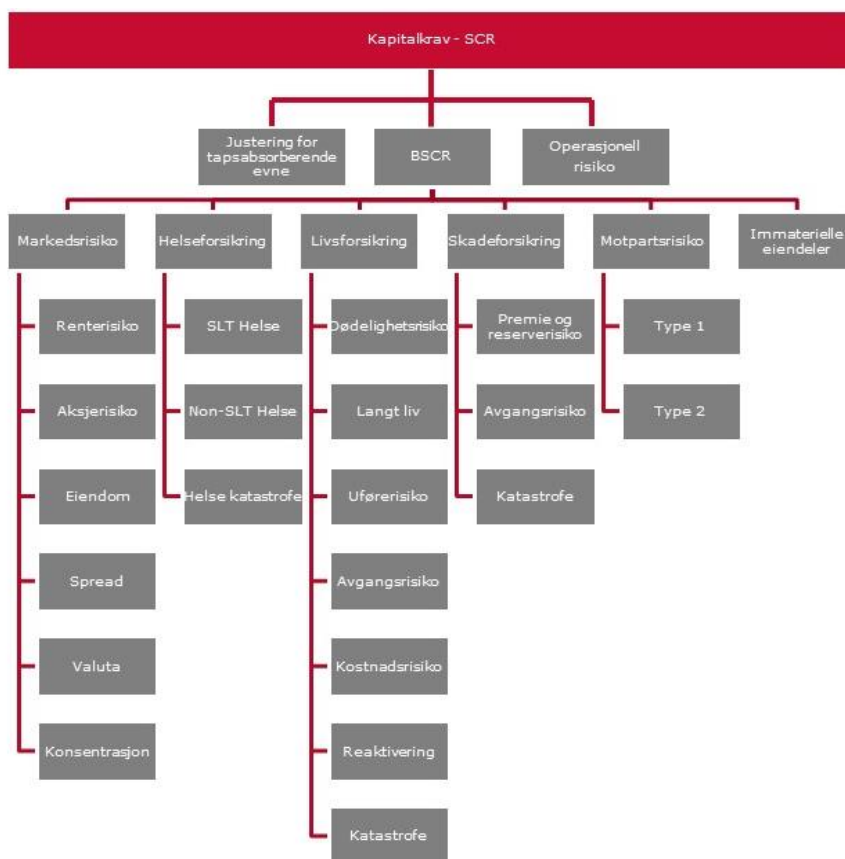 Kapitalkrav - SCR
Justering for
tapsabsorberende
evne
BSCR
Operasjonell
risiko
Markedsrisiko
Helseforsikring
Livsforsikring
Skadeforsikring
Motpartsrisiko
Immaterielle
eiendeler
Renterisiko
Aksjerisiko
Eiendom
Spread
Valuta
Konsentrasjon
SLT Helse
Non-SLT Helse
Helse katastrofe
Dødelighetsrisiko
Langt liv
Uførerisiko
Avgangsrisiko
Kostnadsrisiko
Reaktivering
Katastrofe
Premie og
reserverisiko
Avgangsrisiko
Katastrofe
Type 1
Type 2